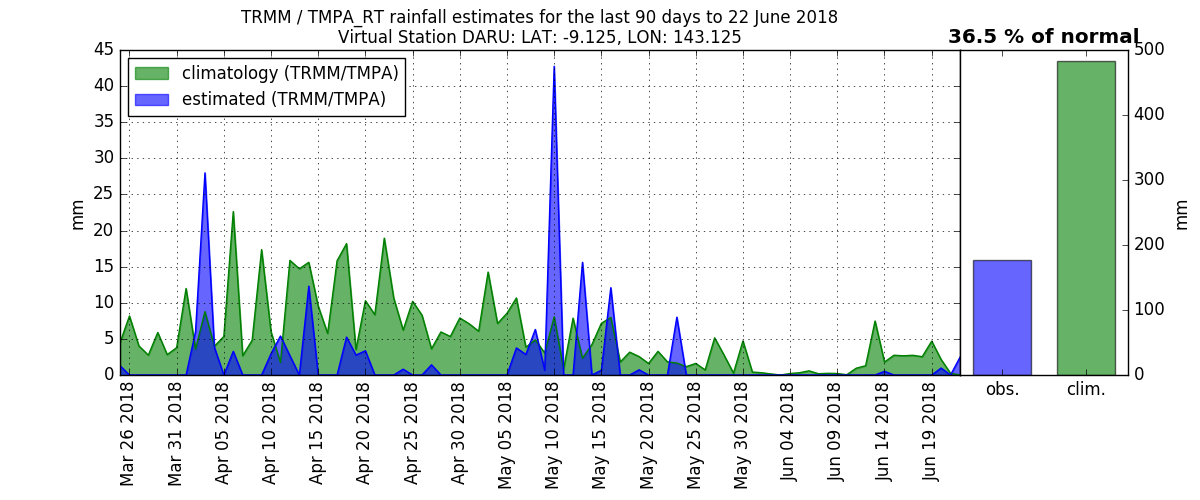 TRMM / TMPA_RT rainfall estimates for the last 90 days to 22 June 2018
Virtual Station DARU: LAT: -9.125, LON: 143.125
36.5 % of normal
climatology (TRMM/TMPA)
estimated (TRMM/TMPA)
mm
45
40
35
30
25
20
15
10
5
0
Mar 26 2018
Mar 31 2018
Apr 05 2018
Apr 10 2018
Apr 15 2018
Apr 20 2018
Apr 25 2018
Apr 30 2018
May 05 2018
May 10 2018
May 15 2018
May 20 2018
May 25 2018
May 30 2018
Jun 04 2018
Jun 09 2018
Jun 14 2018
Jun 19 2018
obs.
clim.
500
400
300
200
100
0
mm